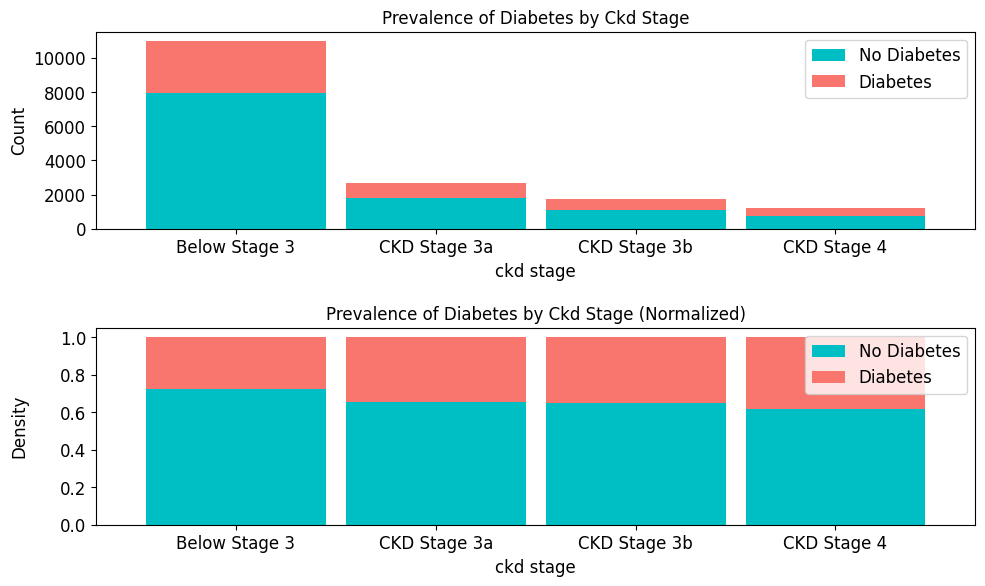 Prevalence of Diabetes by Ckd Stage
No Diabetes
Diabetes
Count
10000
8000
6000
4000
2000
0
Below Stage 3 CKD Stage 3a CKD Stage 3b CKD Stage 4
ckd stage
Prevalence of Diabetes by Ckd Stage (Normalized)
No Diabetes
Diabetes
Density
1.0
0.8
0.6
0.4
0.2
0.0
Below Stage 3 CKD Stage 3a CKD Stage 3b CKD Stage 4
ckd stage